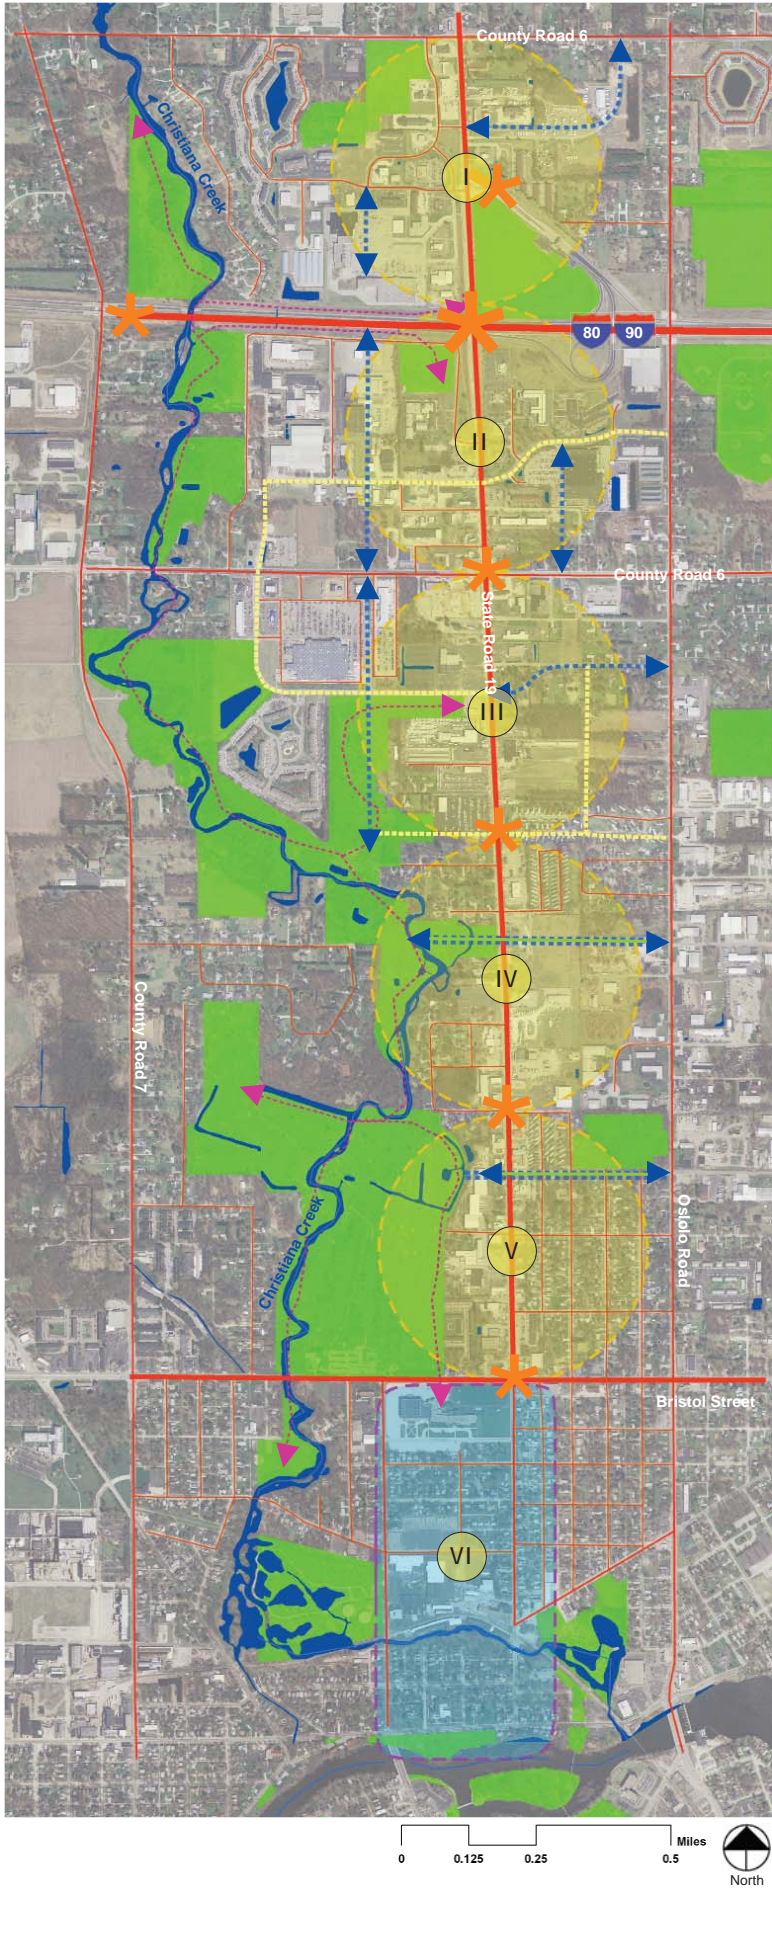 County Road 6
Christiana Creek
I
80
90
II
County Road 6
State Road 19
III
IV
County Road 7
Oslolo Road
V
Christiana Creek
Bristol Street
VI
Miles
0
0.125
0.25
0.5
North